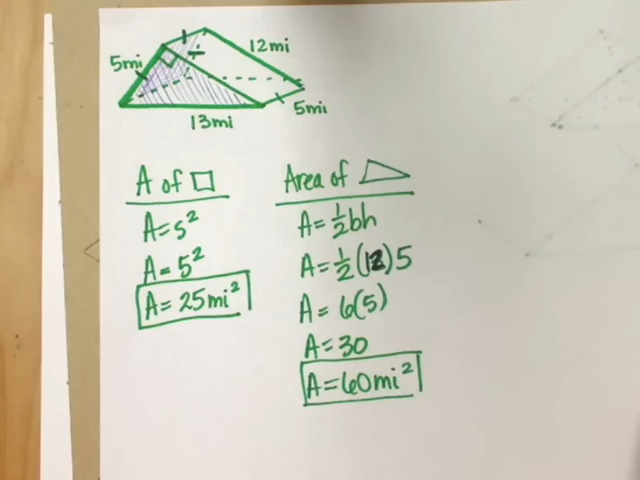 12mi
5mi
5mi
13mi
A of □
A=s²
A=5²
A=25mi²
Area of
A=½bh
A=½(12)5
A=6(5)
A=30
A=60mi²